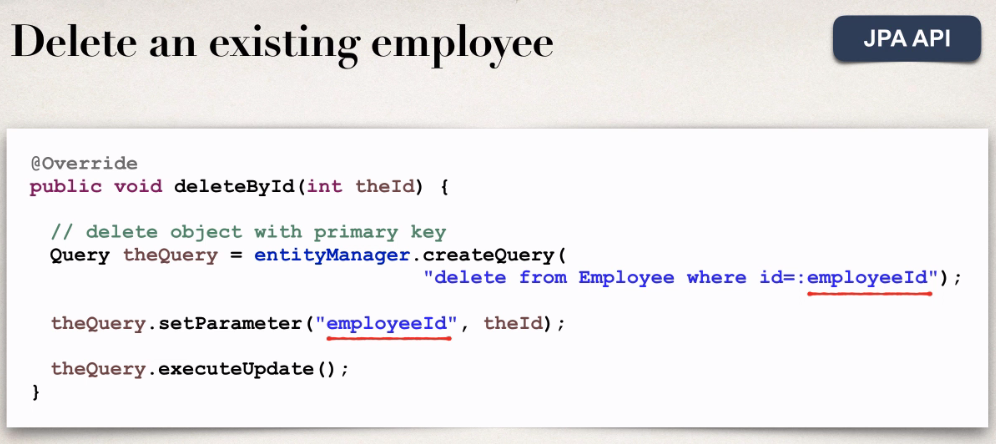 Delete an existing employee
JPA API
@Override
public void deleteById(int theId) {
// delete object with primary key
Query theQuery = entityManager.createQuery(
"delete from Employee where id=:employeeId");
theQuery.setParameter("employeeId", theId);
theQuery.executeUpdate();
}